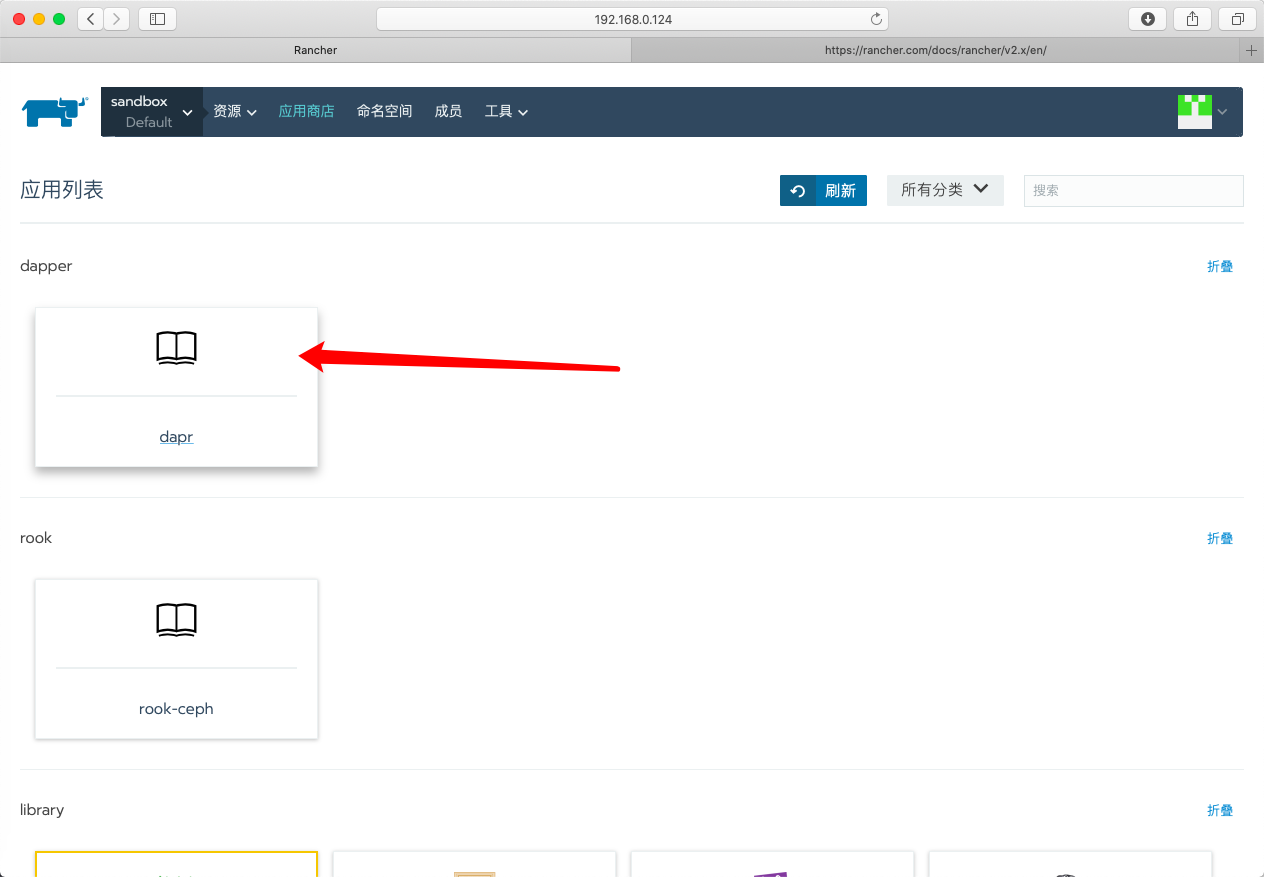 192.168.0.124
Rancher
https://rancher.com/docs/rancher/v2.x/en/
sandbox
Default
资源
应用商店
命名空间
成员
工具
应用列表
刷新
所有分类
搜索
dapper
折叠
dapr
rook
折叠
rook-ceph
library
折叠